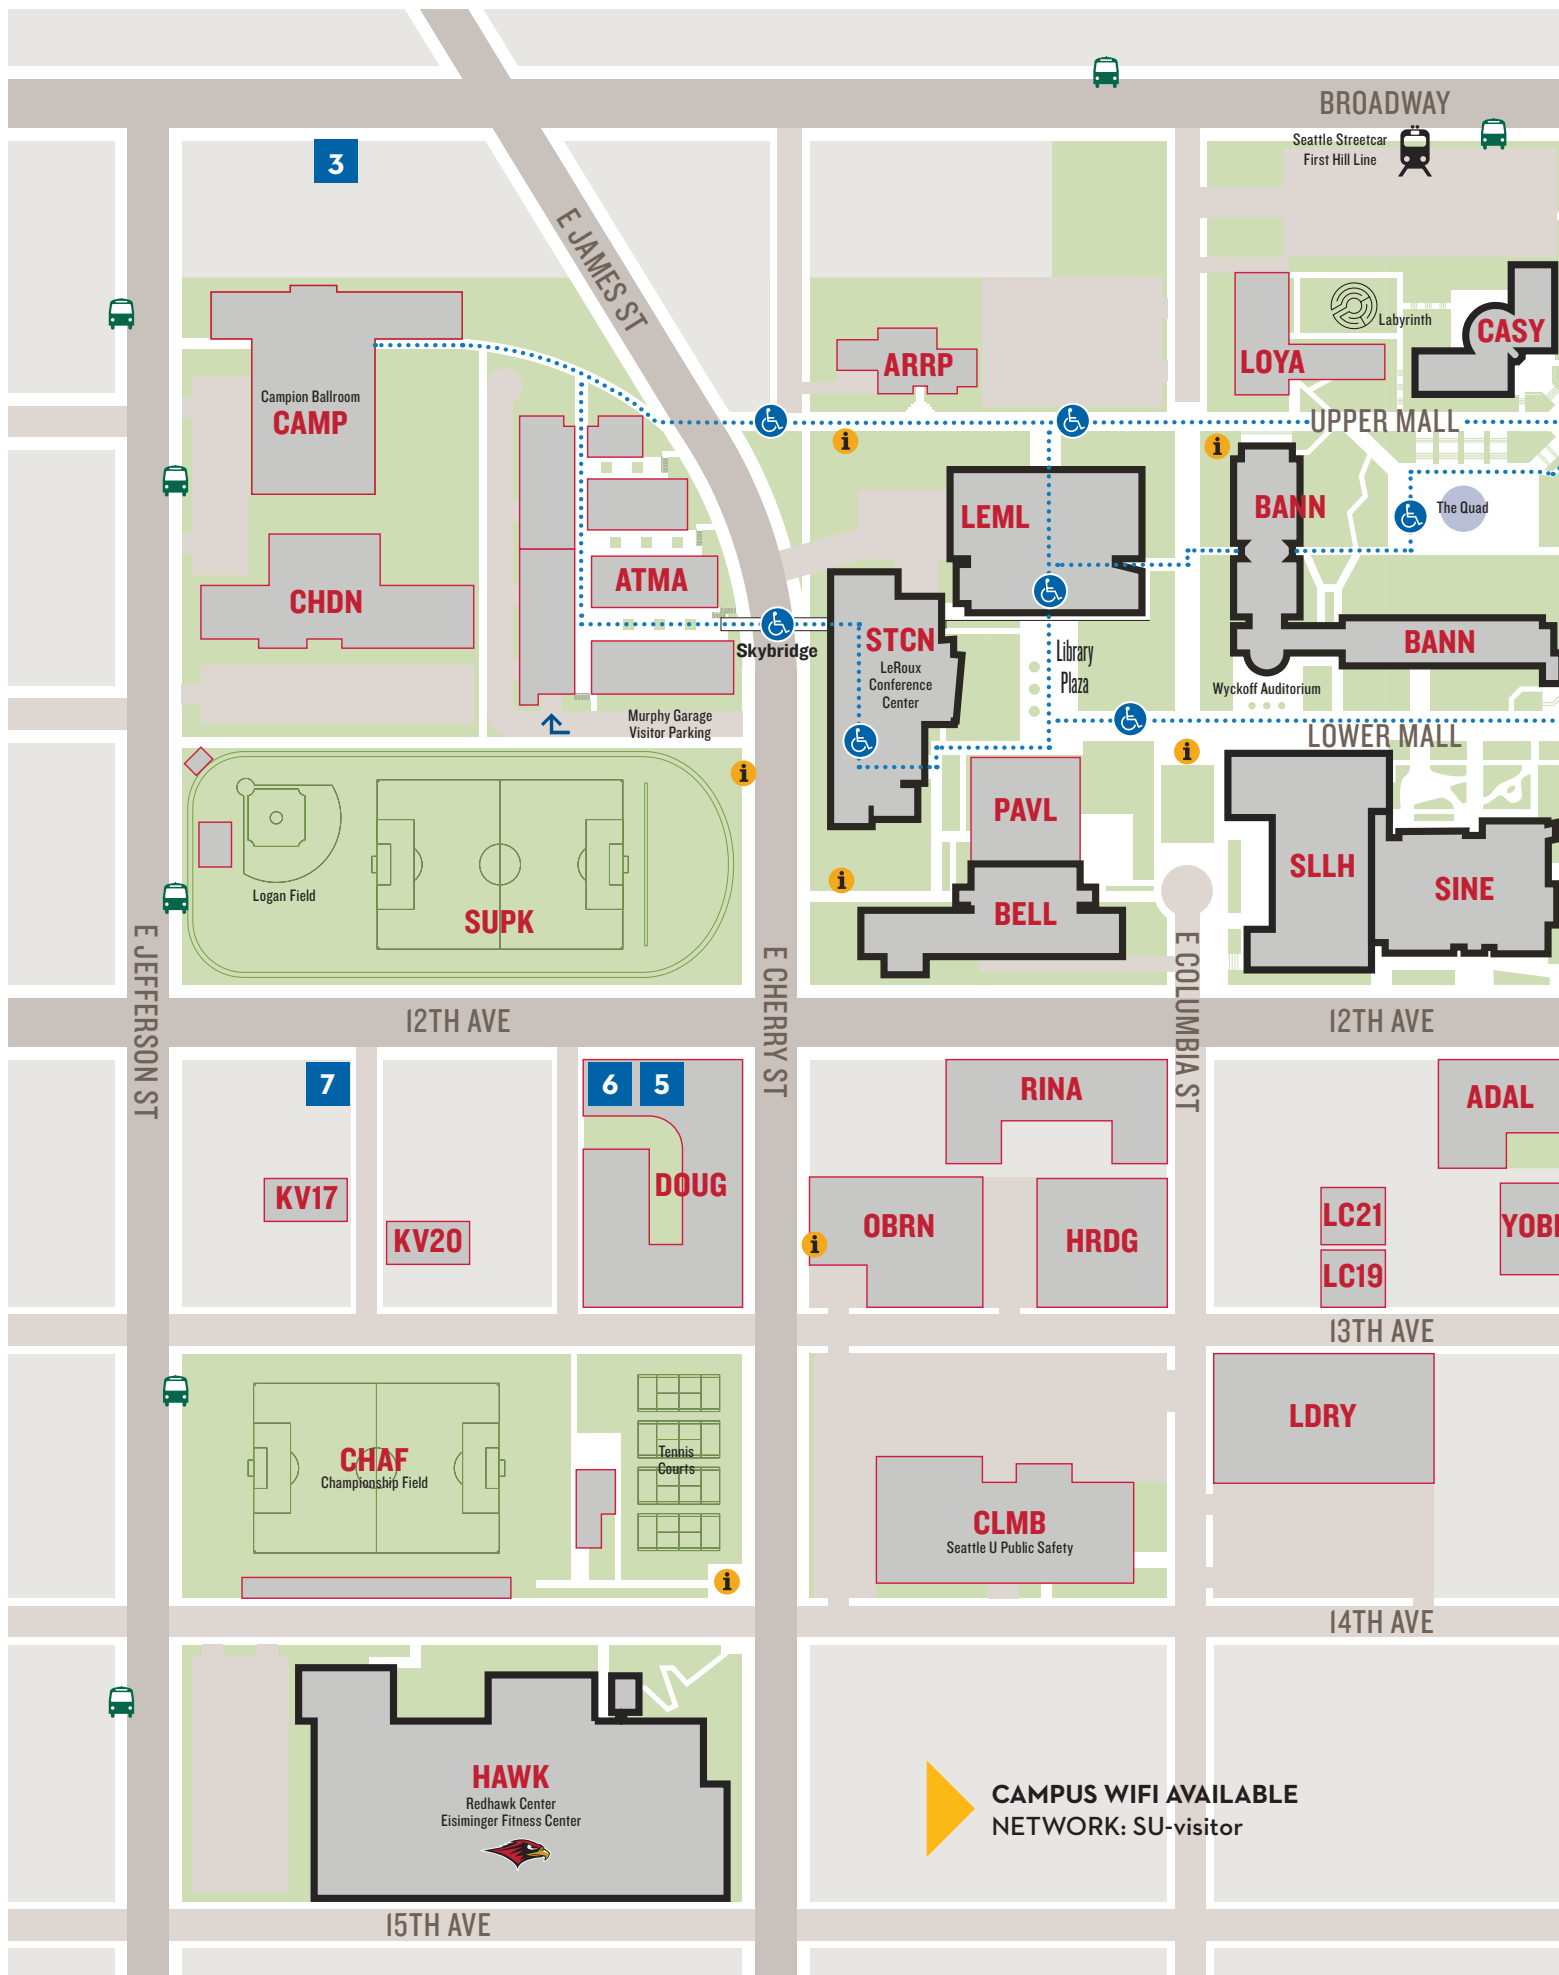 BROADWAY
Seattle Streetcar
First Hill Line
3
E JAMES ST
Labyrinth
CASY
LOYA
ARRP
Campion Ballroom
CAMP
UPPER MALL
i
i
LEML
BANN
The Quad
ATMA
CHDN
STCN
LeRoux
Conference
Center
Skybridge
Library
Plaza
BANN
Wyckoff Auditorium
Murphy Garage
Visitor Parking
LOWER MALL
i
i
PAVL
SLLH
SINE
i
BELL
Logan Field
SUPK
E JEFFERSON ST
E CHERRY ST
E COLUMBIA ST
12TH AVE
12TH AVE
7
6
5
RINA
ADAL
KV17
KV20
DOUG
OBRN
HRDG
i
LC21
LC19
13TH AVE
CHAF
Championship Field
Tennis
Courts
LDRY
CLMB
Seattle U Public Safety
i
14TH AVE
HAWK
Redhawk Center
Eisiminger Fitness Center
CAMPUS WIFI AVAILABLE
NETWORK: SU-visitor
15TH AVE